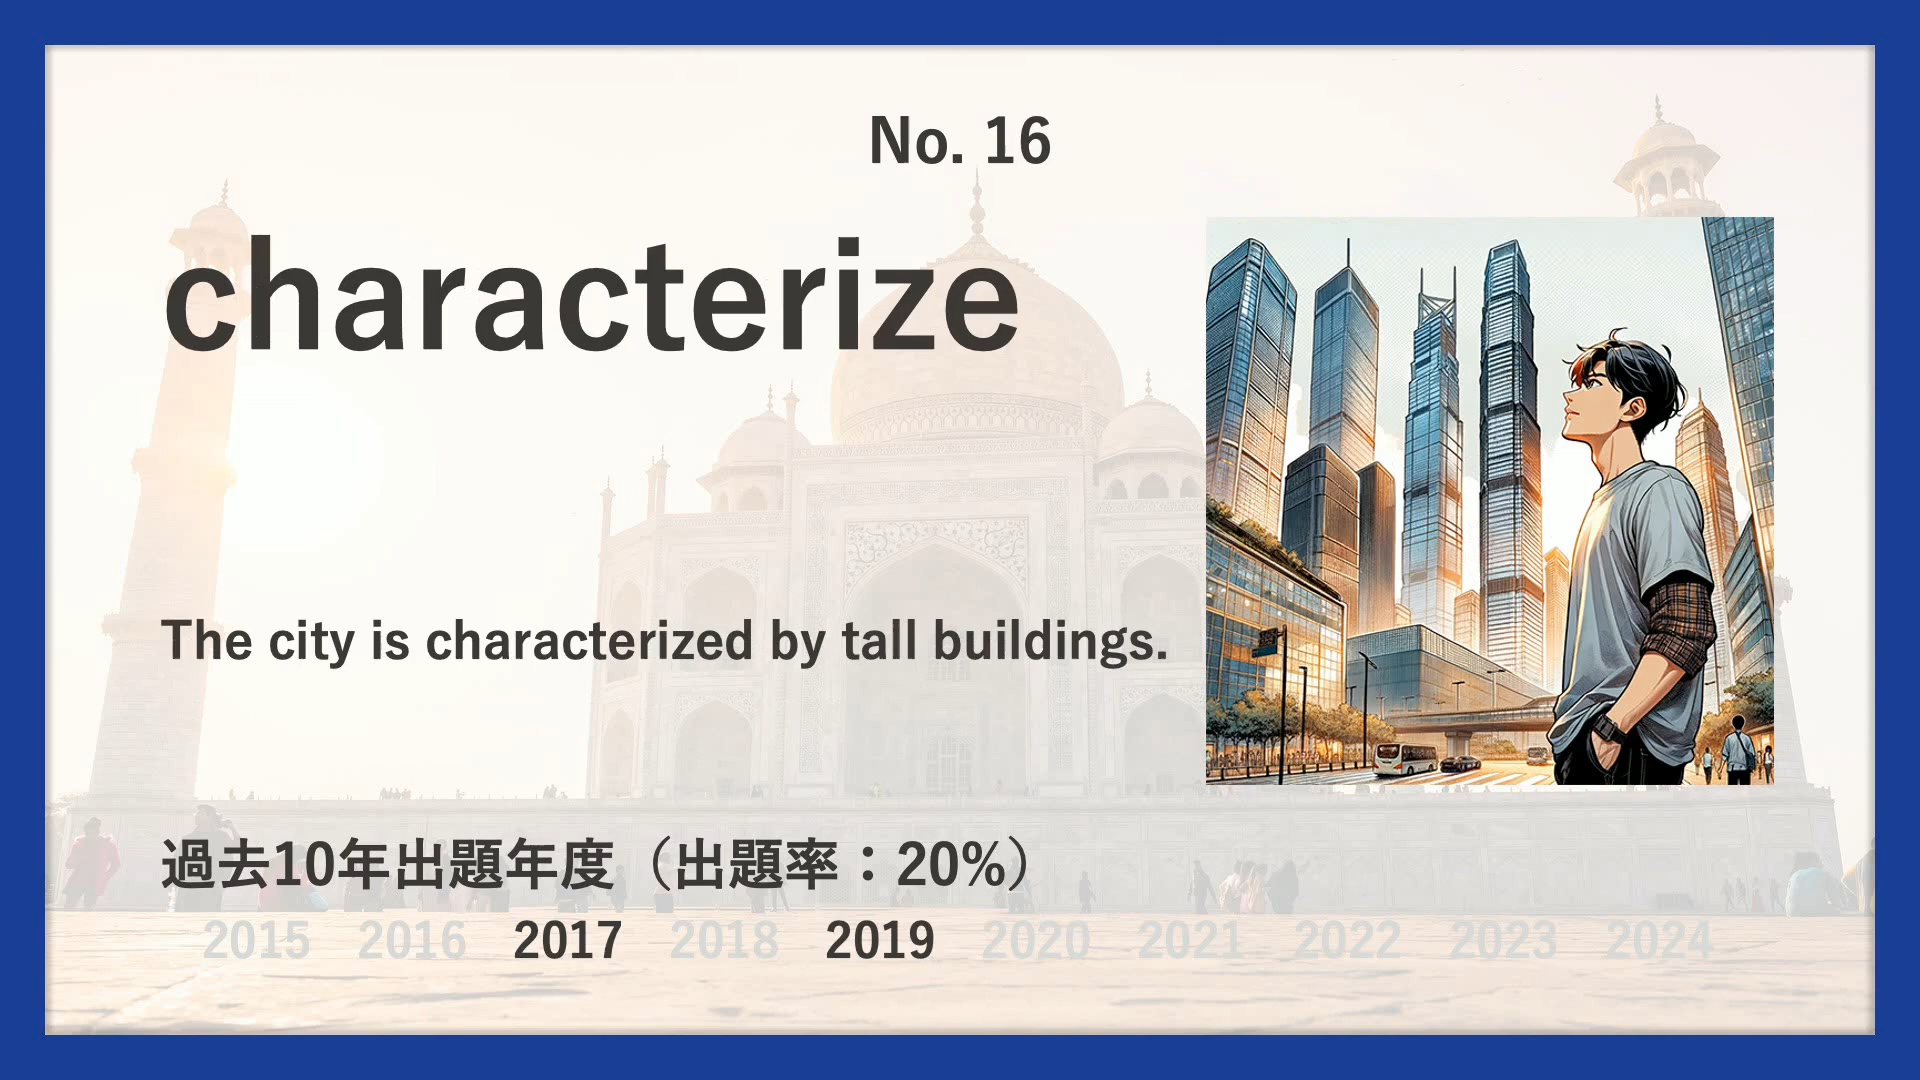 No. 16
characterize
The city is characterized by tall buildings.
過去10年出題年度（出題率：20%）
2015 2016 2017 2018 2019 2020 2021 2022 2023 2024